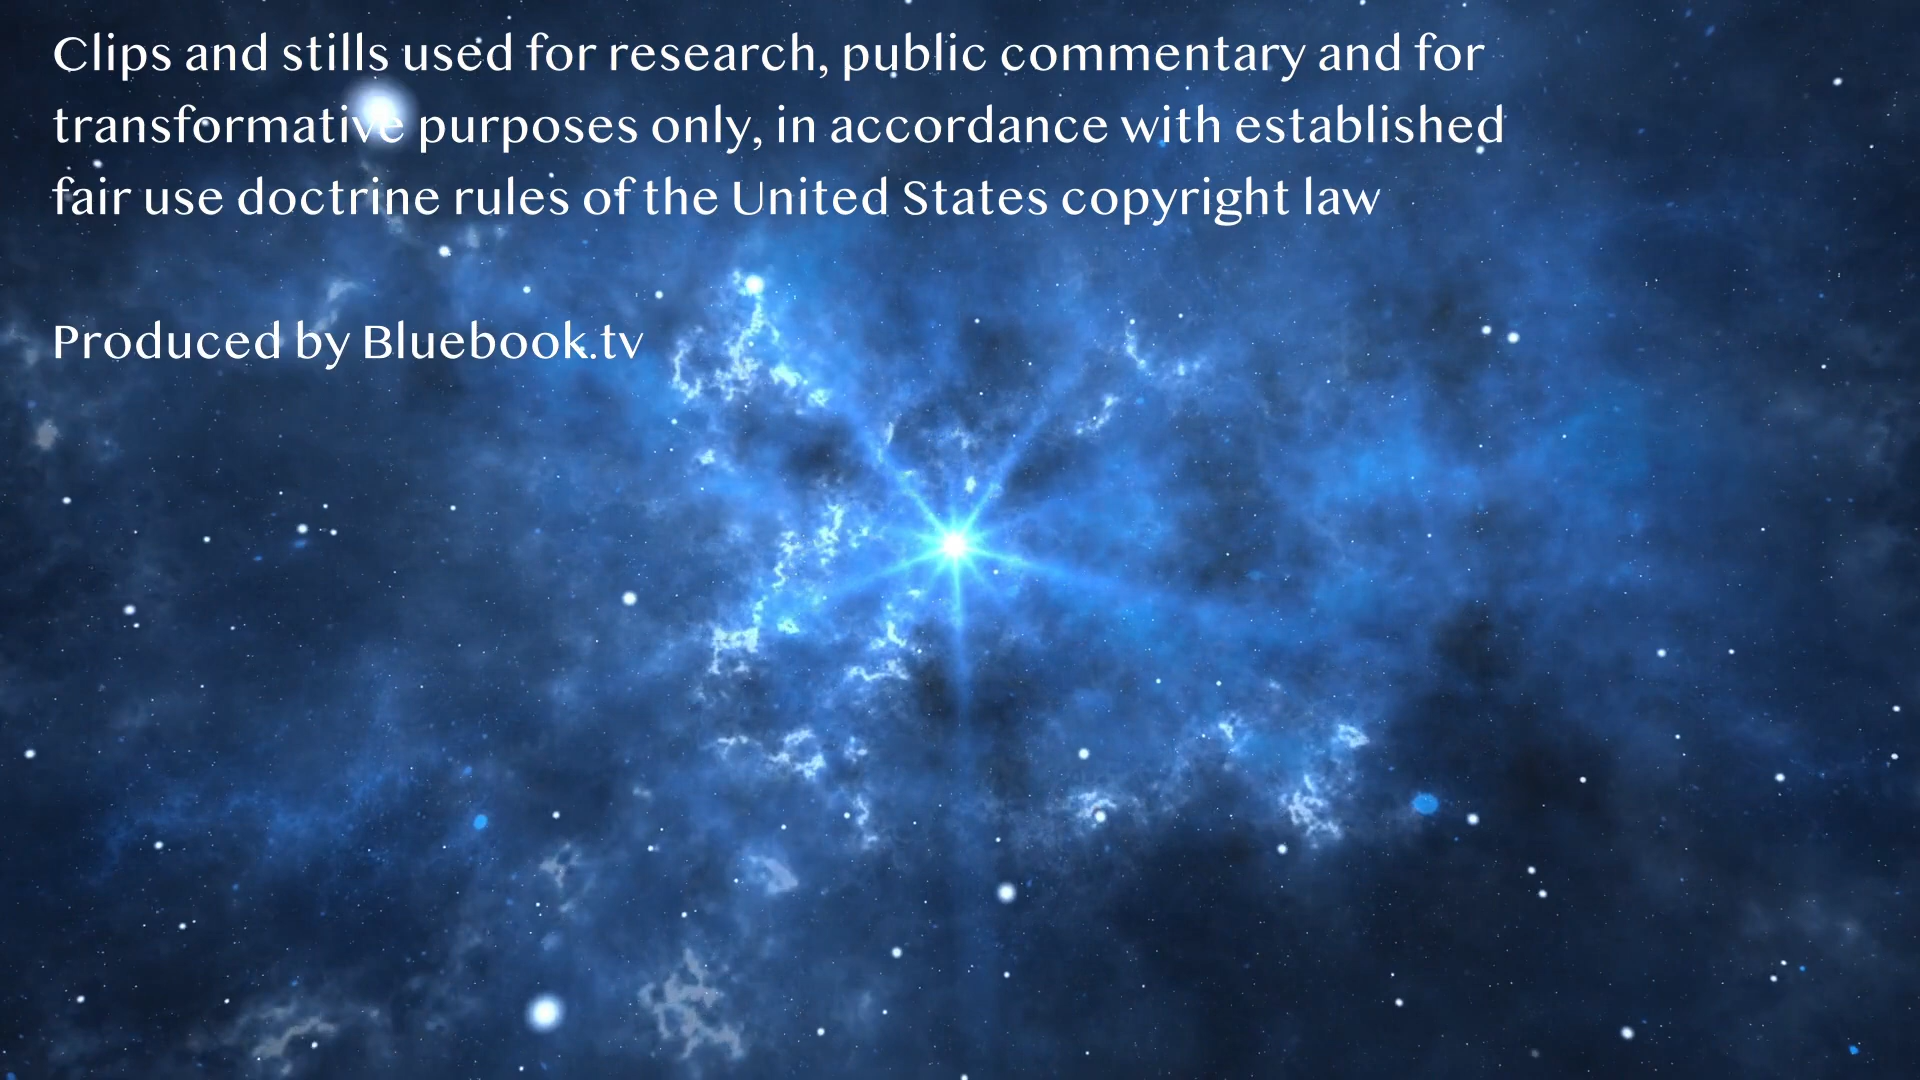 Clips and stills used for research, public commentary and for
transformative purposes only, in accordance with established
fair use doctrine rules of the United States copyright law
Produced by Bluebook.tv